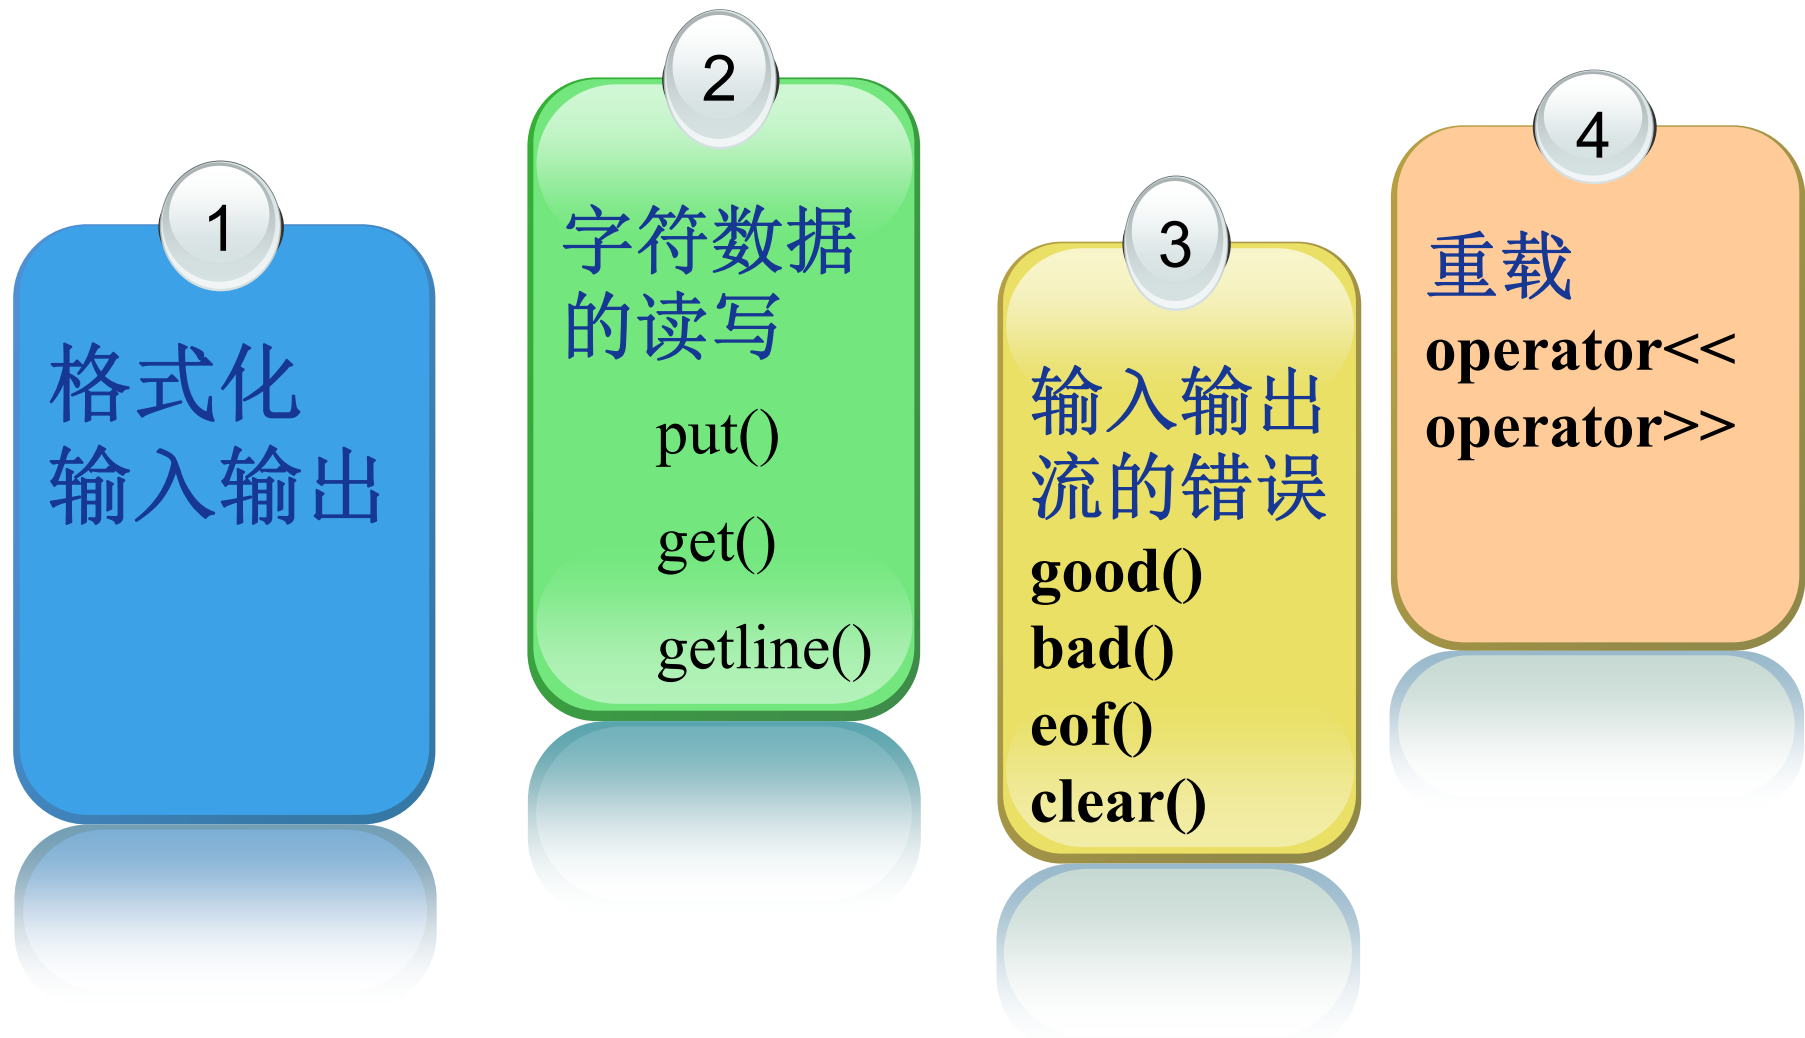 1
格式化
输入输出
2
字符数据
的读写
put()
get()
getline()
3
输入输出
流的错误
good()
bad()
eof()
clear()
4
重载
operator<<
operator>>